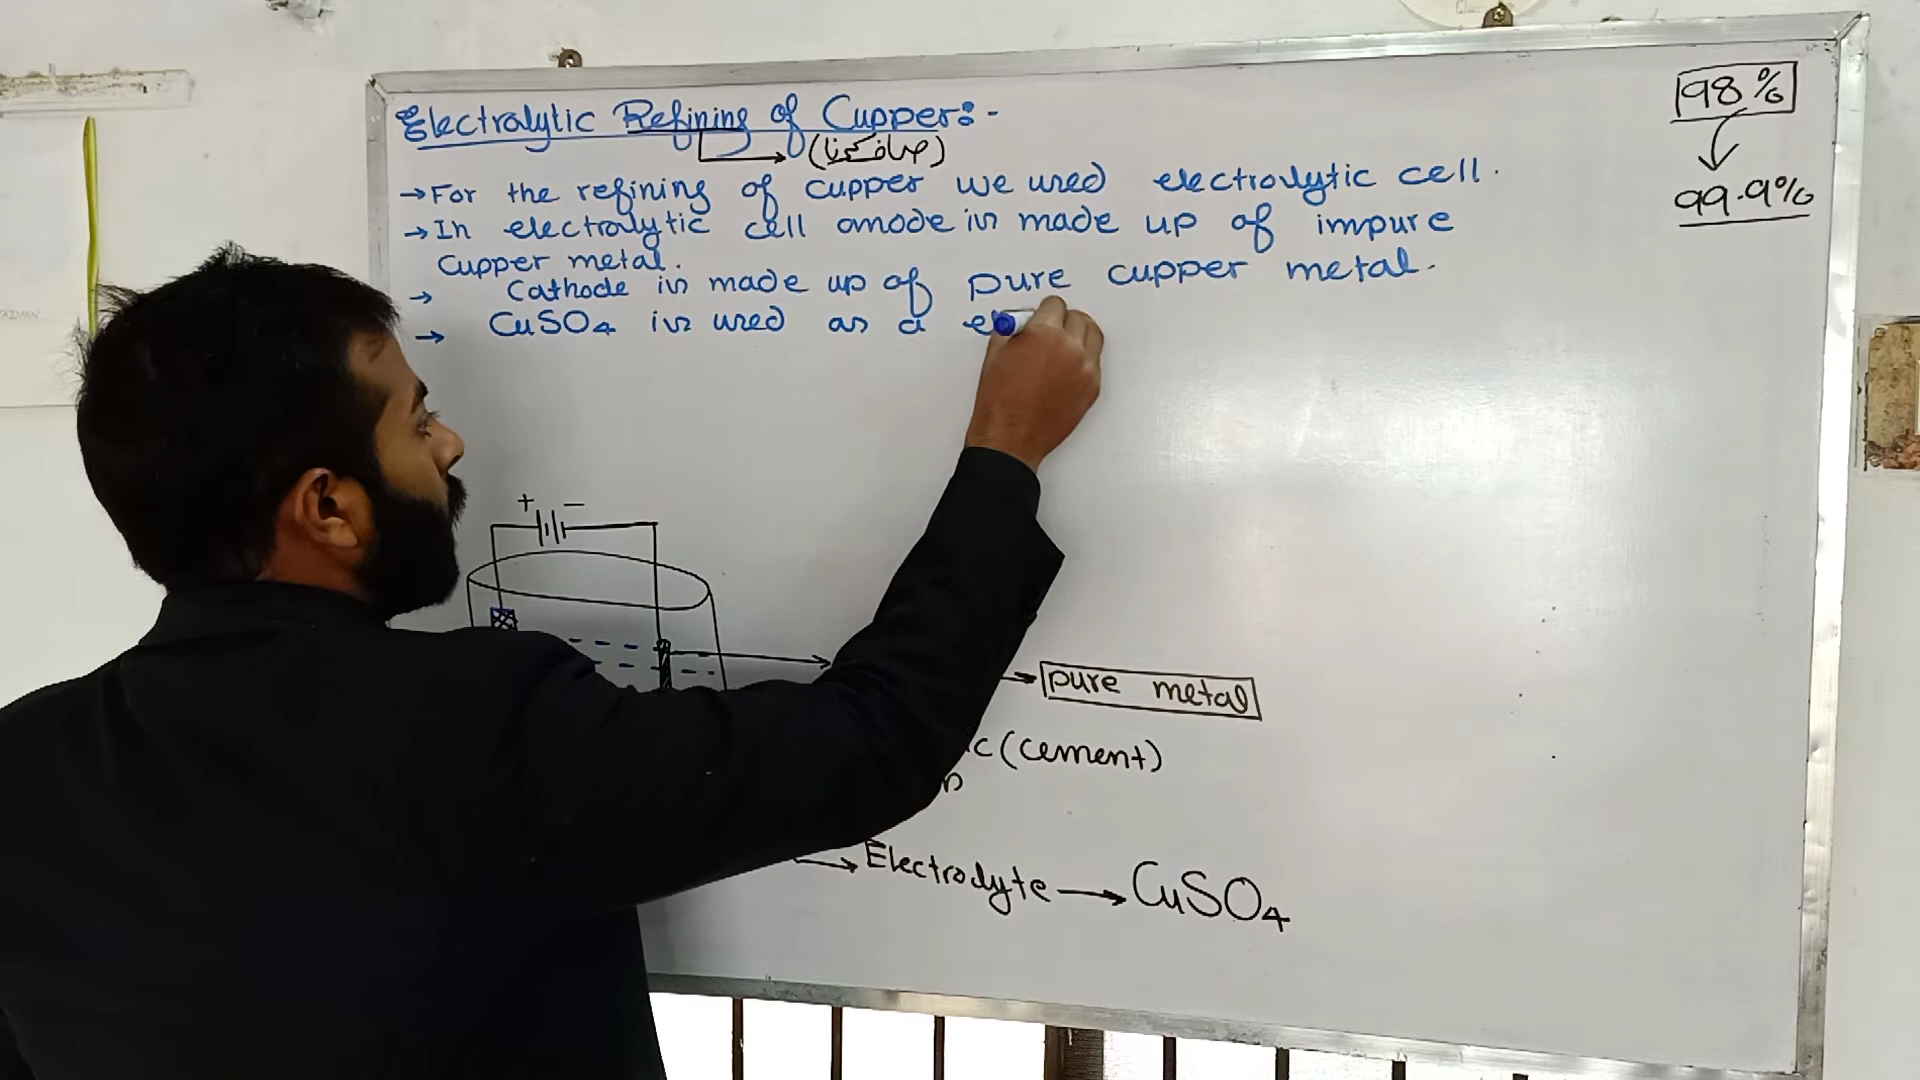 Electralytic Refining of Cupper:-
(صاف کرنا)
→For the refining of cupper we used electrolytic cell.
→In electralytic cell anode is made up of impure
cupper metal.
→ Cathode is made up of pure cupper metal.
→ CuSO4 is used as a e
98%
99.9%
+ −
pure metal
c (cement)
Electrolyte → CuSO4